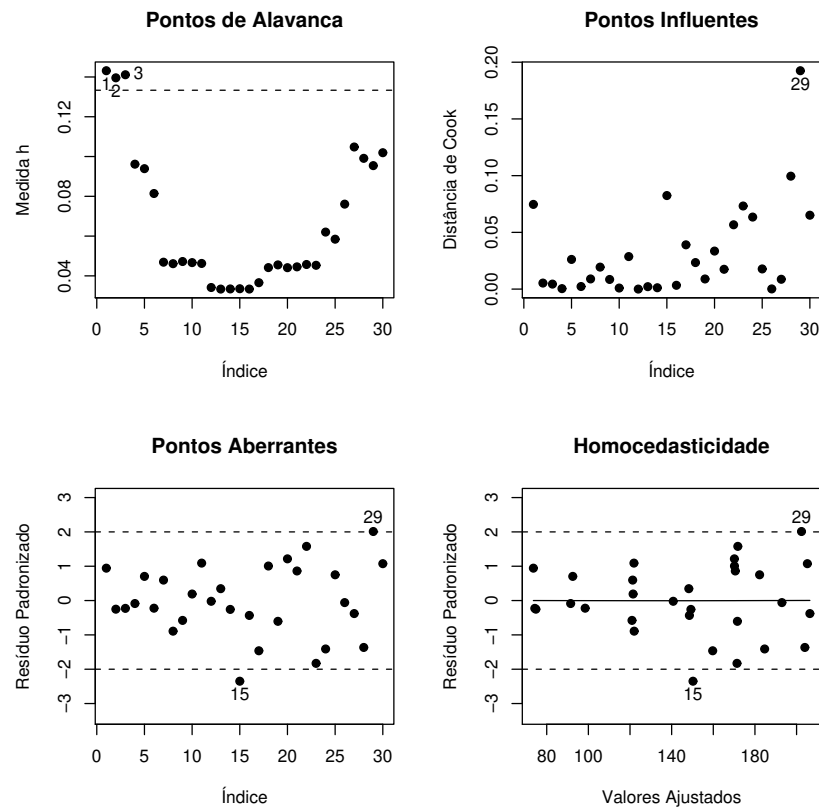 Pontos de Alavanca
Medida h
0.04 0.08 0.12
1
2
3
0 5 10 15 20 25 30
Índice
Pontos Influentes
Distância de Cook
0.00 0.05 0.10 0.15 0.20
29
0 5 10 15 20 25 30
Índice
Pontos Aberrantes
Resíduo Padronizado
−3 −2 −1 0 1 2 3
29
15
0 5 10 15 20 25 30
Índice
Homocedasticidade
Resíduo Padronizado
−3 −2 −1 0 1 2 3
29
15
80 100 140 180
Valores Ajustados